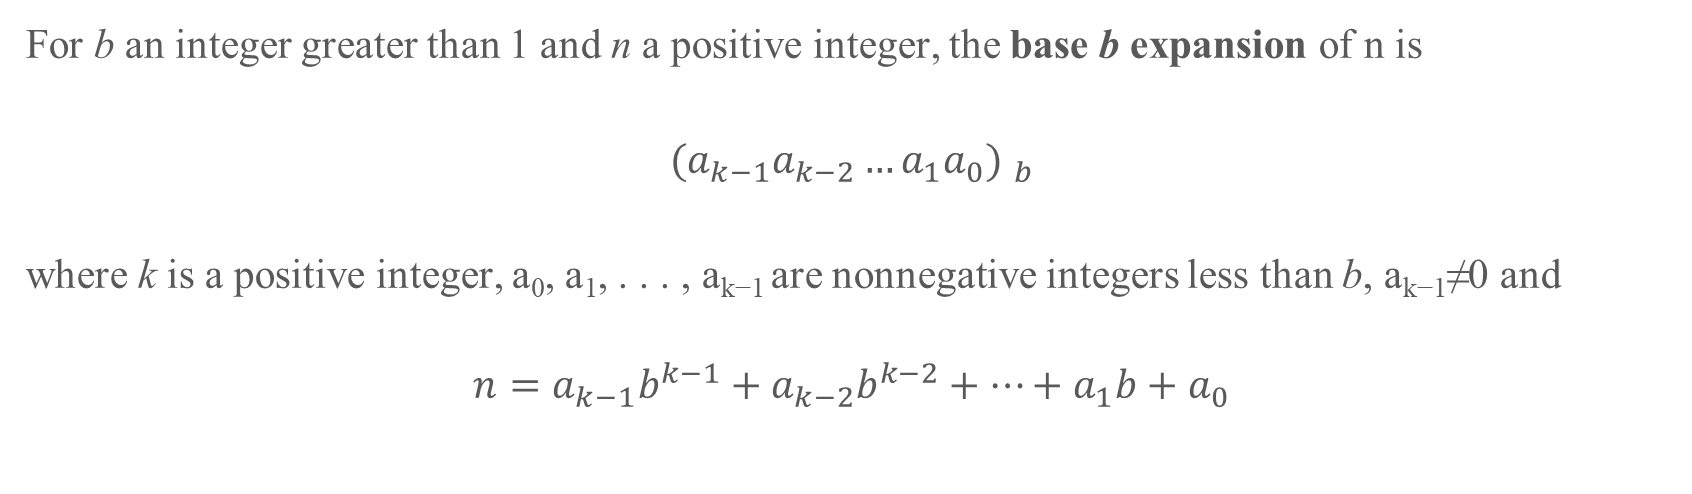 For b an integer greater than 1 and n a positive integer, the base b expansion of n is
(aₖ₋₁aₖ₋₂ … a₁a₀) b
where k is a positive integer, a₀, a₁, . . . , aₖ₋₁ are nonnegative integers less than b, aₖ₋₁≠0 and
n = aₖ₋₁bᵏ⁻¹ + aₖ₋₂bᵏ⁻² + ⋯ + a₁b + a₀